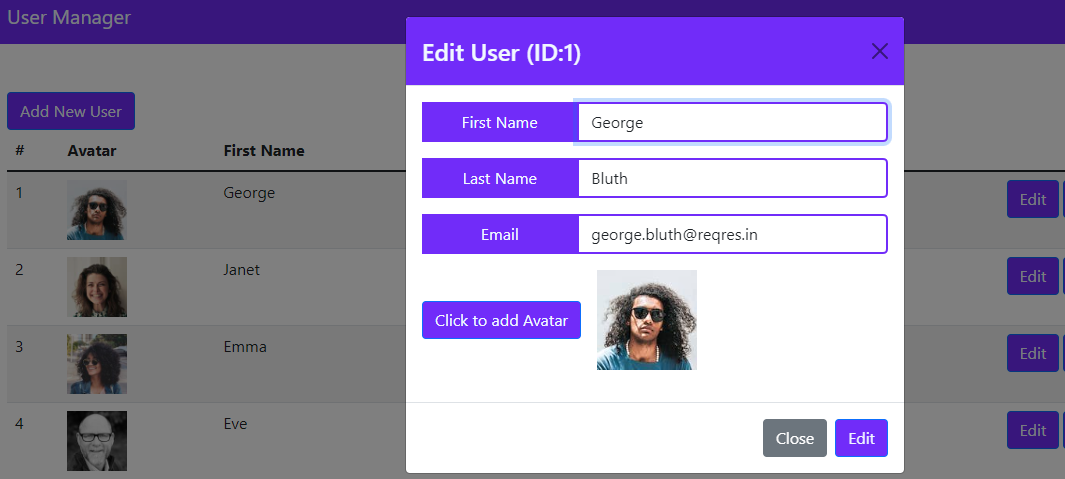 User Manager
Edit User (ID:1)
Add New User
# Avatar First Name
1 George Edit
2 Janet Edit
3 Emma Edit
4 Eve Edit
First Name George
Last Name Bluth
Email george.bluth@reqres.in
Click to add Avatar
Close Edit